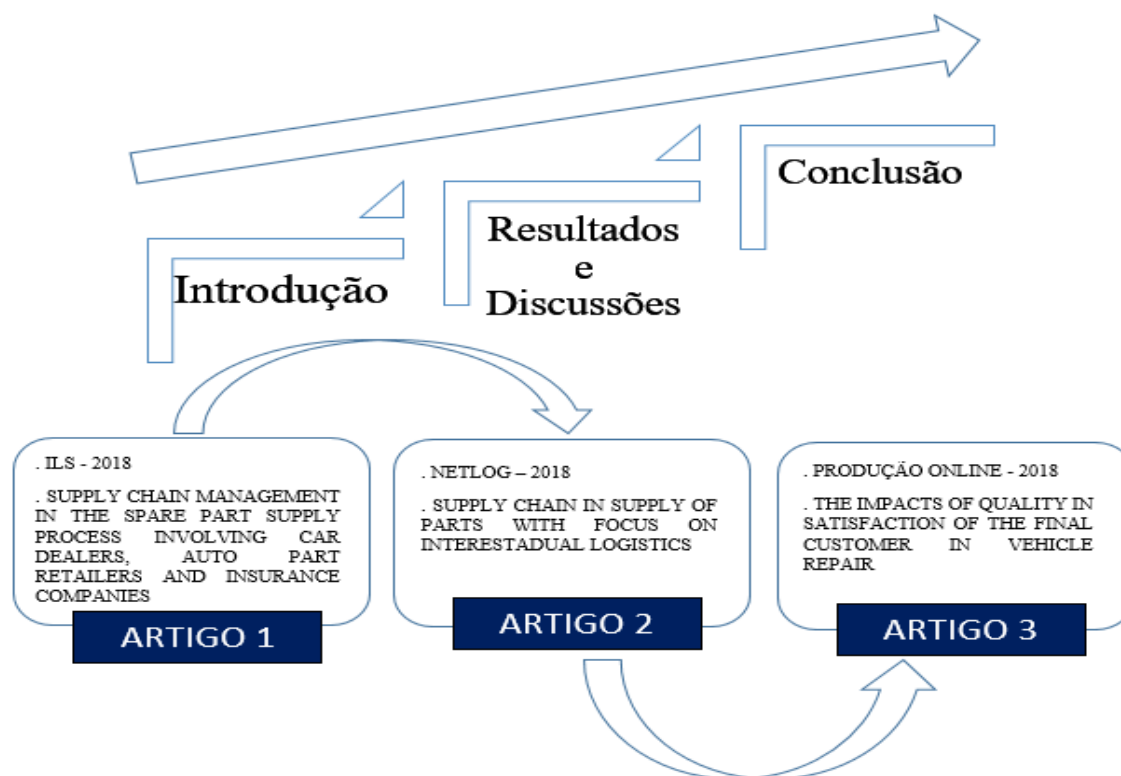 Conclusão
Resultados
e
Discussões
Introdução
. ILS - 2018
. SUPPLY CHAIN MANAGEMENT
IN THE SPARE PART SUPPLY
PROCESS INVOLVING CAR
DEALERS, AUTO PART
RETAILERS AND INSURANCE
COMPANIES
ARTIGO 1
. NETLOG – 2018
. SUPPLY CHAIN IN SUPPLY OF
PARTS WITH FOCUS ON
INTERESTADUAL LOGISTICS
ARTIGO 2
. PRODUÇÃO ONLINE - 2018
. THE IMPACTS OF QUALITY IN
SATISFACTION OF THE FINAL
CUSTOMER IN VEHICLE
REPAIR
ARTIGO 3